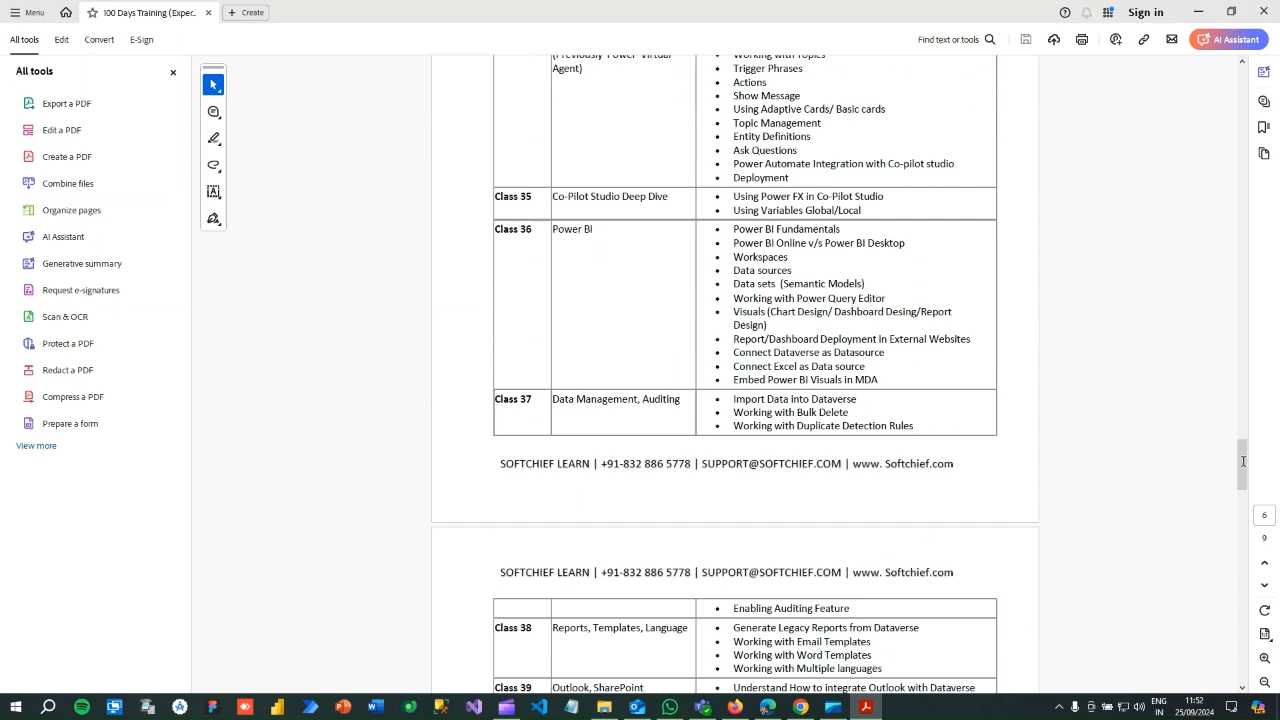 Menu
100 Days Training (Exper...
Create
Sign in
All tools
Edit
Convert
E-Sign
Find text or tools
AI Assistant
All tools
Export a PDF
Edit a PDF
Create a PDF
Combine files
Organize pages
AI Assistant
Generative summary
Request e-signatures
Scan & OCR
Protect a PDF
Redact a PDF
Compress a PDF
Prepare a form
View more
(Previously Power Virtual
Agent)
• Working with Topics
• Trigger Phrases
• Actions
• Show Message
• Using Adaptive Cards/ Basic cards
• Topic Management
• Entity Definitions
• Ask Questions
• Power Automate Integration with Co-pilot studio
• Deployment
Class 35
Co-Pilot Studio Deep Dive
• Using Power FX in Co-Pilot Studio
• Using Variables Global/Local
Class 36
Power BI
• Power BI Fundamentals
• Power BI Online v/s Power BI Desktop
• Workspaces
• Data sources
• Data sets (Semantic Models)
• Working with Power Query Editor
• Visuals (Chart Design/ Dashboard Desing/Report
Design)
• Report/Dashboard Deployment in External Websites
• Connect Dataverse as Datasource
• Connect Excel as Data source
• Embed Power BI Visuals in MDA
Class 37
Data Management, Auditing
• Import Data into Dataverse
• Working with Bulk Delete
• Working with Duplicate Detection Rules
SOFTCHIEF LEARN | +91-832 886 5778 | SUPPORT@SOFTCHIEF.COM | www. Softchief.com
SOFTCHIEF LEARN | +91-832 886 5778 | SUPPORT@SOFTCHIEF.COM | www. Softchief.com
• Enabling Auditing Feature
Class 38
Reports, Templates, Language
• Generate Legacy Reports from Dataverse
• Working with Email Templates
• Working with Word Templates
• Working with Multiple languages
Class 39
Outlook, SharePoint
• Understand How to integrate Outlook with Dataverse
6
9
ENG
IN
11:52
25/09/2024